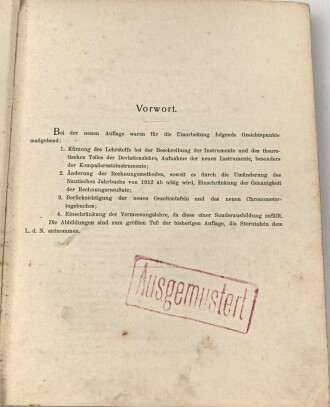 Vorwort.
Bei der neuen Auflage waren für die Umarbeitung folgende Gesichtspunkte
maßgebend:
1. Kürzung des Lehrstoffs bei der Beschreibung der Instrumente und des theore-
tischen Teiles der Deviationslehre, Aufnahme der neuen Instrumente, besonders
der Kompaßersatzinstrumente;
2. Änderung der Rechnungsmethoden, soweit es durch die Umänderung des
Nautischen Jahrbuchs von 1912 ab nötig wird, Einschränkung der Genauigkeit
der Rechnungsresultate;
3. Berücksichtigung der neuen Gezeitentafeln und des neuen Chronometer-
tagebuches;
4. Einschränkung der Vermessungslehre, da diese einer Sonderausbildung zufällt.
Die Abbildungen sind zum größten Teil der bisherigen Auflage, die Sterntafeln dem
L. d. N. entnommen.
Ausgemustert